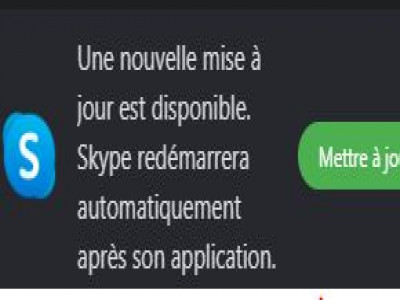 Une nouvelle mise à
jour est disponible.
Skype redémarrera
automatiquement
après son application.
S
Mettre à jo